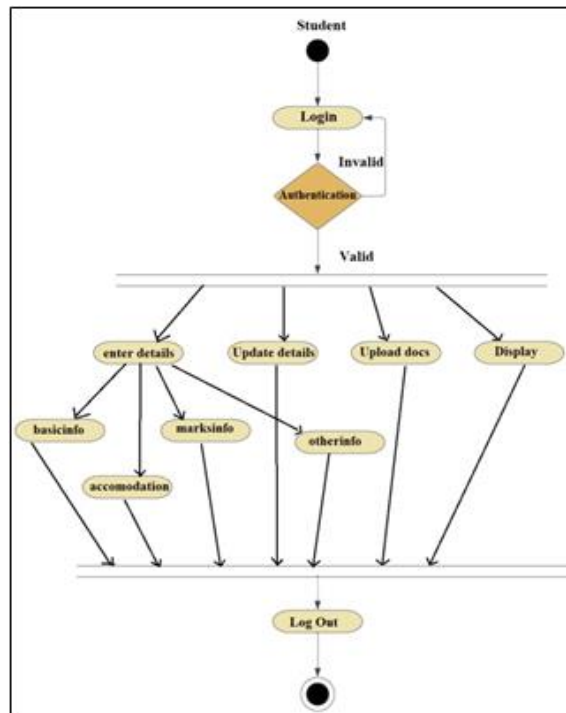 Student
Login
Invalid
Authentication
Valid
enter details
Update details
Upload docs
Display
basicinfo
marksinfo
otherinfo
accomodation
Log Out